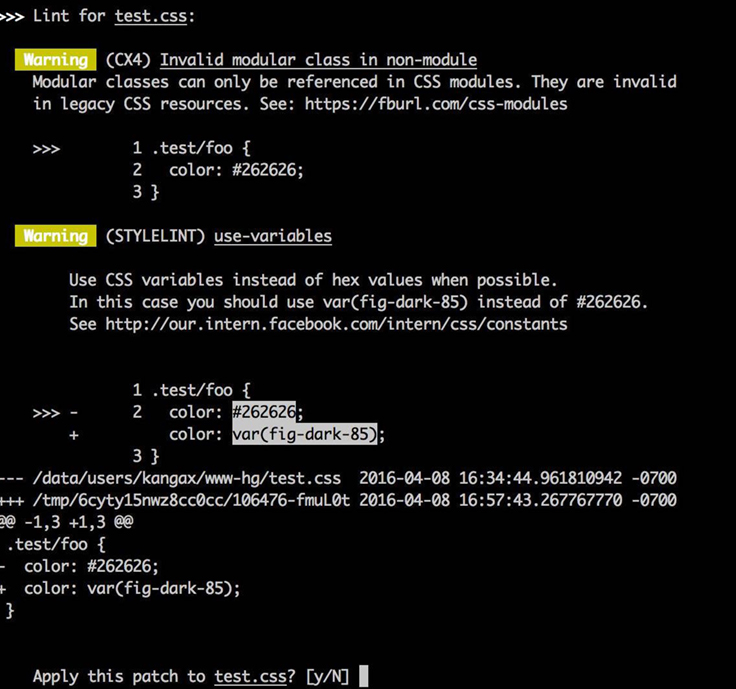 >>> Lint for test.css:
Warning (CX4) Invalid modular class in non-module
Modular classes can only be referenced in CSS modules. They are invalid
in legacy CSS resources. See: https://fburl.com/css-modules
>>> 1 .test/foo {
2 color: #262626;
3 }
Warning (STYLELINT) use-variables
Use CSS variables instead of hex values when possible.
In this case you should use var(fig-dark-85) instead of #262626.
See http://our.intern.facebook.com/intern/css/constants
1 .test/foo {
>>> - 2 color: #262626;
+ color: var(fig-dark-85);
3 }
--- /data/users/kangax/www-hg/test.css 2016-04-08 16:34:44.961810942 -0700
+++ /tmp/6cyty15nwz8cc0cc/106476-fmuL0t 2016-04-08 16:57:43.267767770 -0700
@@ -1,3 +1,3 @@
.test/foo {
- color: #262626;
+ color: var(fig-dark-85);
}
Apply this patch to test.css? [y/N]